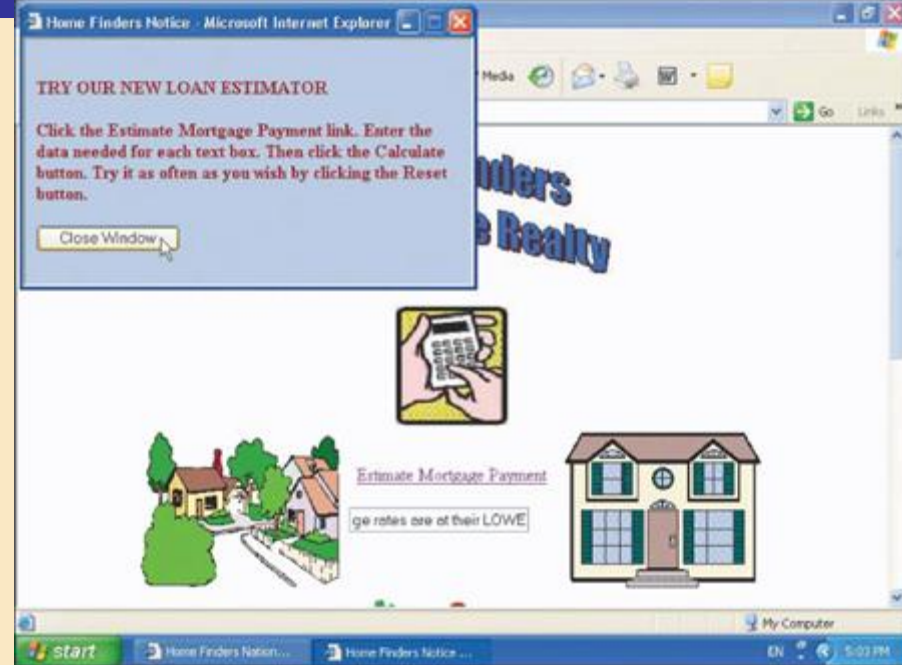 Home Finders Notice - Microsoft Internet Explorer
TRY OUR NEW LOAN ESTIMATOR
Click the Estimate Mortgage Payment link. Enter the
data needed for each text box. Then click the Calculate
button. Try it as often as you wish by clicking the Reset
button.
Close Window
Media
Go
Links
nders
e Realty
Estimate Mortgage Payment
ge rates are at their LOWE
My Computer
start
Home Finders Nation...
Home Finders Notice ...
EN
5:03 PM